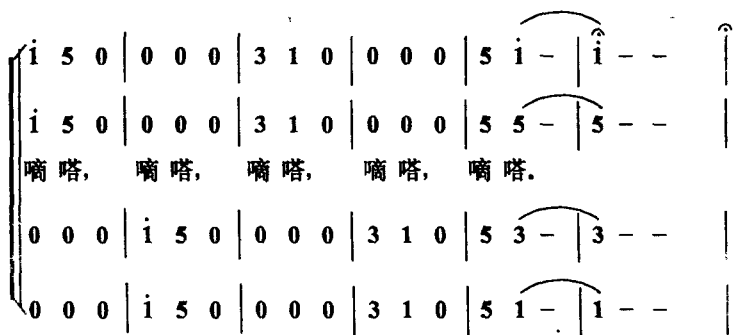 i̇ 5 0 | 0 0 0 | 3 1 0 | 0 0 0 | 5 i̇ – | i̇ – – |
i̇ 5 0 | 0 0 0 | 3 1 0 | 0 0 0 | 5 5 – | 5 – – |
嘀嗒, 嘀嗒, 嘀嗒, 嘀嗒, 嘀嗒.
0 0 0 | i̇ 5 0 | 0 0 0 | 3 1 0 | 5 3 – | 3 – – |
0 0 0 | i̇ 5 0 | 0 0 0 | 3 1 0 | 5 1 – | 1 – – |